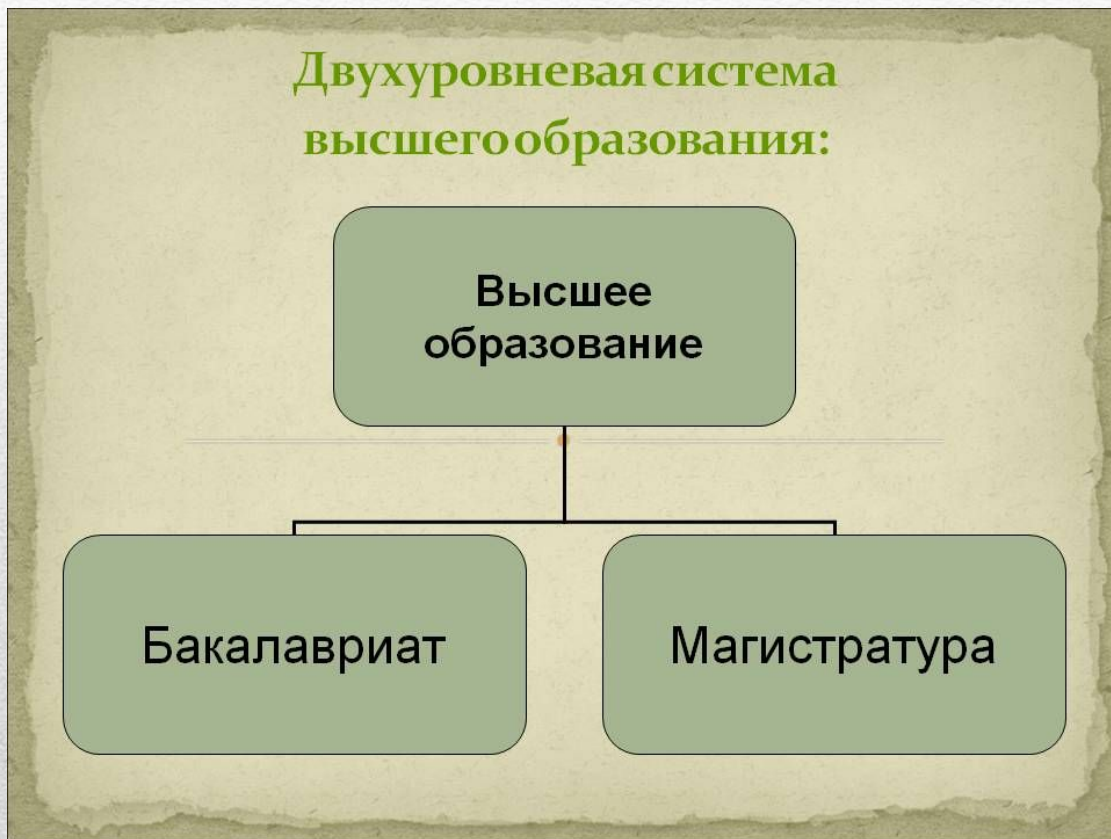 Двухуровневая система
высшего образования:
Высшее
образование
Бакалавриат
Магистратура